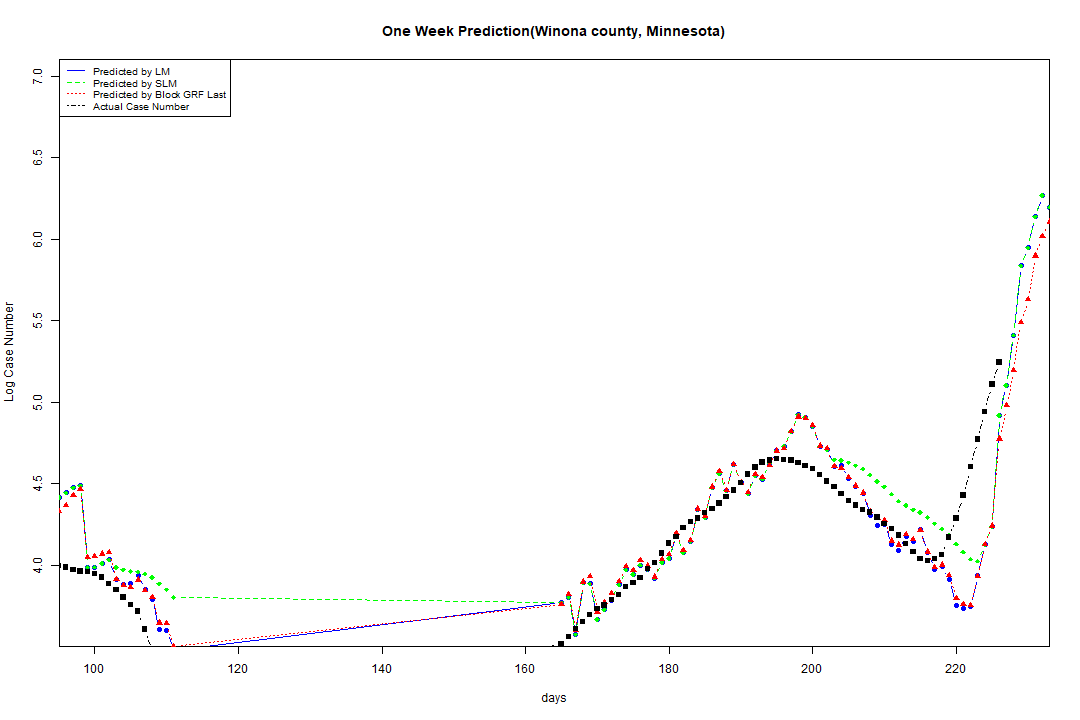 One Week Prediction(Winona county, Minnesota)
Predicted by LM
Predicted by SLM
Predicted by Block GRF Last
Actual Case Number
7.0
6.5
6.0
5.5
5.0
4.5
4.0
Log Case Number
100 120 140 160 180 200 220
days